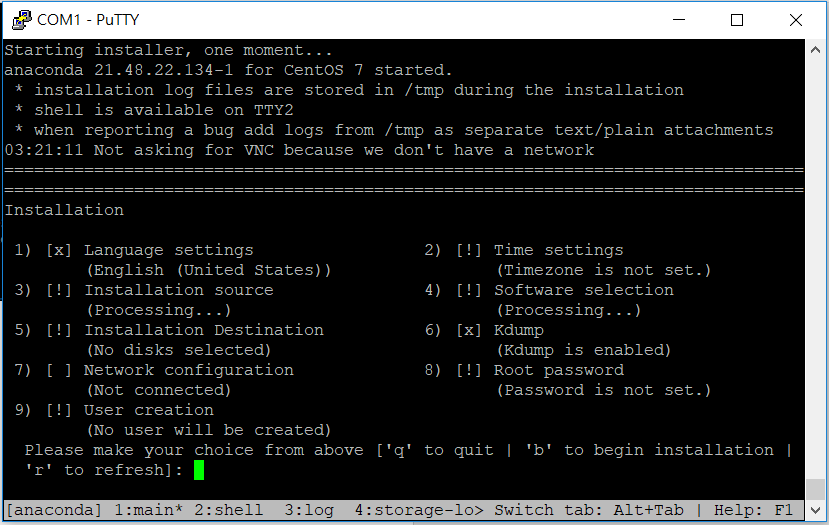 COM1 - PuTTY
Starting installer, one moment...
anaconda 21.48.22.134-1 for CentOS 7 started.
 * installation log files are stored in /tmp during the installation
 * shell is available on TTY2
 * when reporting a bug add logs from /tmp as separate text/plain attachments
03:21:11 Not asking for VNC because we don't have a network
================================================================================
================================================================================
Installation
 1) [x] Language settings                 2) [!] Time settings
        (English (United States))                (Timezone is not set.)
 3) [!] Installation source               4) [!] Software selection
        (Processing...)                          (Processing...)
 5) [!] Installation Destination          6) [x] Kdump
        (No disks selected)                      (Kdump is enabled)
 7) [ ] Network configuration             8) [!] Root password
        (Not connected)                          (Password is not set.)
 9) [!] User creation
        (No user will be created)
  Please make your choice from above ['q' to quit | 'b' to begin installation |
  'r' to refresh]:
[anaconda] 1:main* 2:shell  3:log  4:storage-lo> Switch tab: Alt+Tab | Help: F1